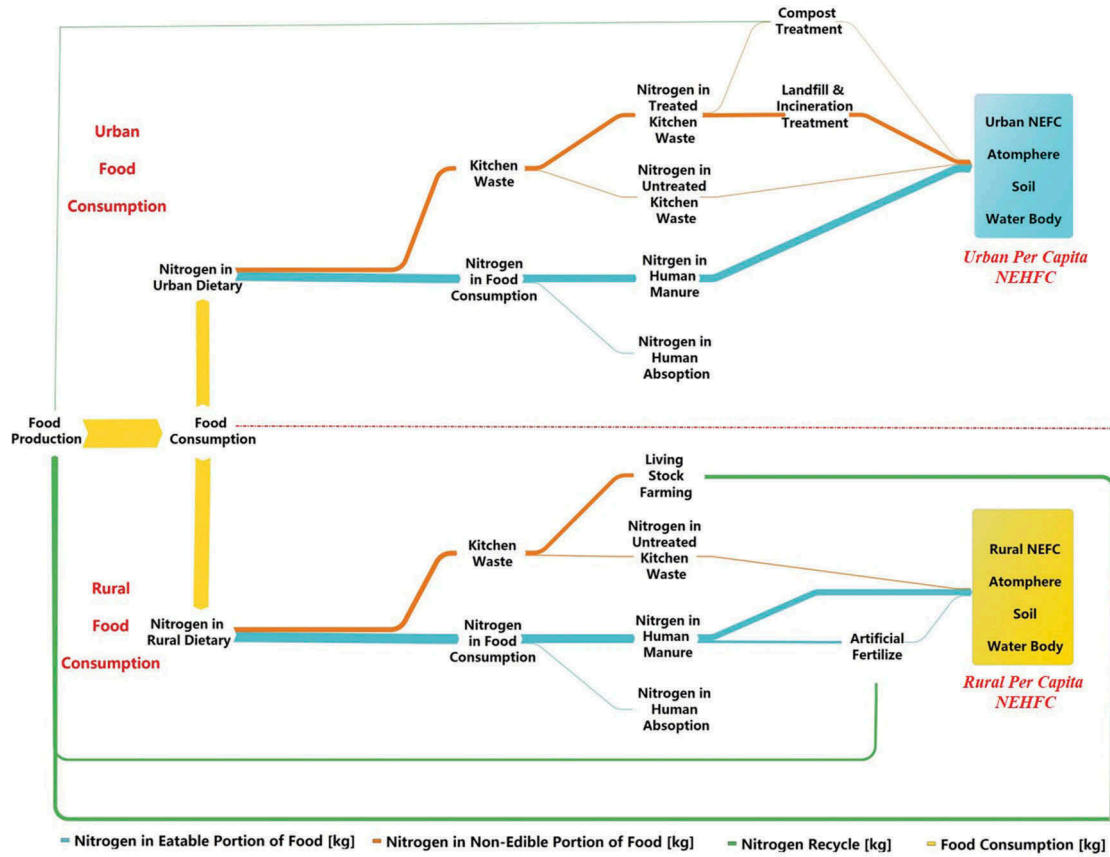 Compost
Treatment
Nitrogen in
Treated
Kitchen
Waste
Landfill &
Incineration
Treatment
Urban
Food
Consumption
Kitchen
Waste
Nitrogen in
Untreated
Kitchen
Waste
Urban NEFC
Atomphere
Soil
Water Body
Urban Per Capita
NEHFC
Nitrogen in
Urban Dietary
Nitrogen
in Food
Consumption
Nitrgen in
Human
Manure
Nitrogen in
Human
Absoption
Food
Production
Food
Consumption
Living
Stock
Farming
Kitchen
Waste
Nitrogen in
Untreated
Kitchen
Waste
Rural
Food
Consumption
Nitrogen in
Rural Dietary
Nitrogen
in Food
Consumption
Nitrgen in
Human
Manure
Artificial
Fertilize
Nitrogen in
Human
Absoption
Rural NEFC
Atomphere
Soil
Water Body
Rural Per Capita
NEHFC
Nitrogen in Eatable Portion of Food [kg]
Nitrogen in Non-Edible Portion of Food [kg]
Nitrogen Recycle [kg]
Food Consumption [kg]